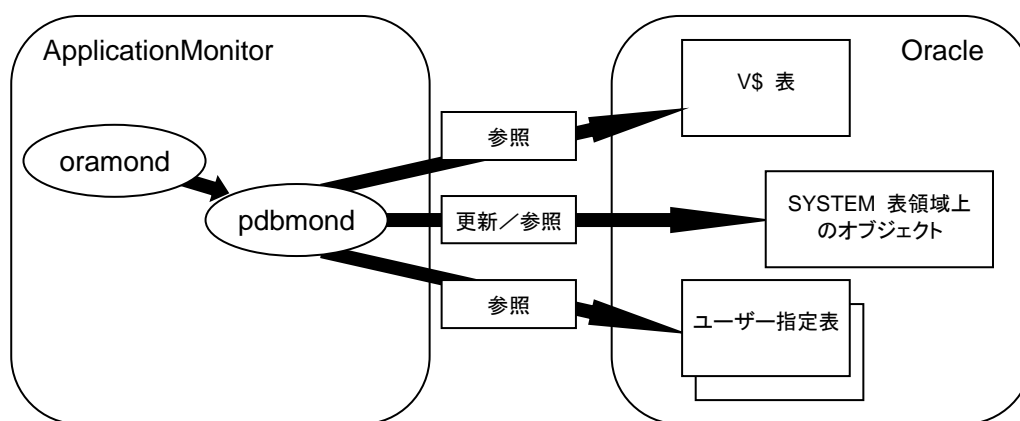 ApplicationMonitor
Oracle
V$ 表
参照
oramond
pdbmond
更新／参照
SYSTEM 表領域上
のオブジェクト
参照
ユーザー指定表